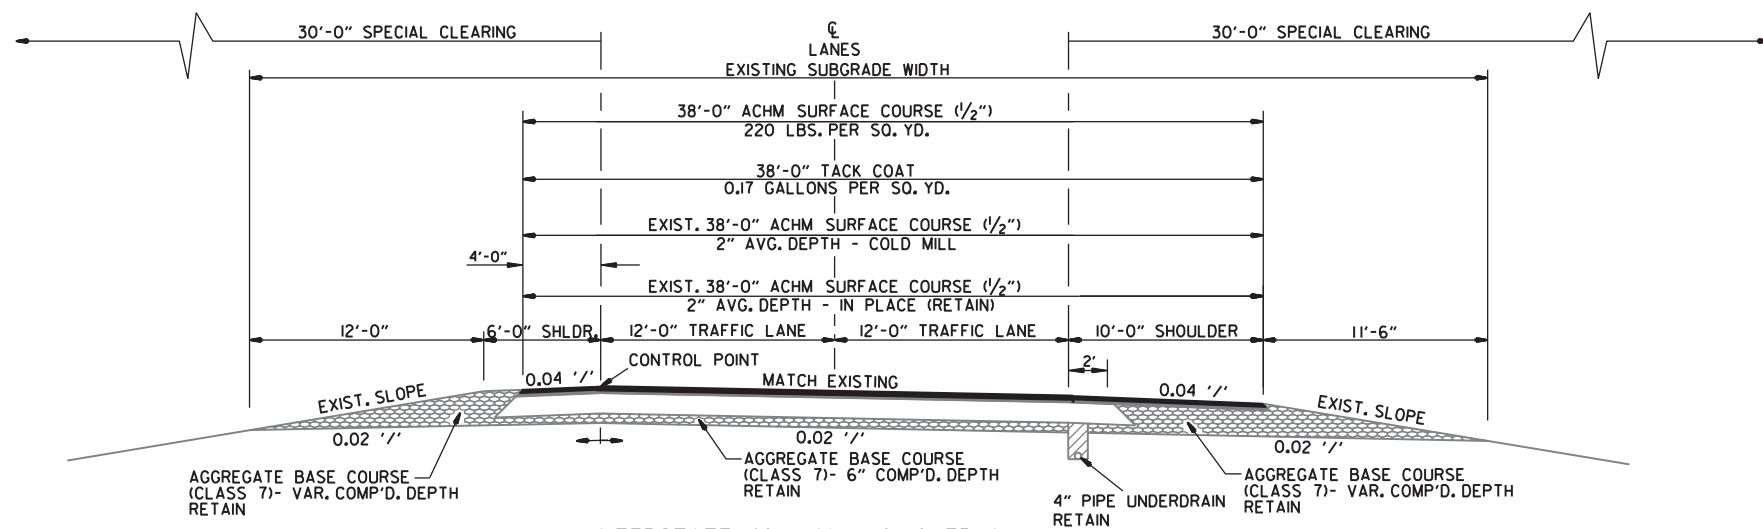 30'-0" SPECIAL CLEARING
℄
LANES
30'-0" SPECIAL CLEARING
EXISTING SUBGRADE WIDTH
38'-0" ACHM SURFACE COURSE (1/2")
220 LBS. PER SQ. YD.
38'-0" TACK COAT
0.17 GALLONS PER SQ. YD.
EXIST. 38'-0" ACHM SURFACE COURSE (1/2")
2" AVG. DEPTH - COLD MILL
4'-0"
EXIST. 38'-0" ACHM SURFACE COURSE (1/2")
2" AVG. DEPTH - IN PLACE (RETAIN)
12'-0"
6'-0" SHLDR.
12'-0" TRAFFIC LANE
12'-0" TRAFFIC LANE
10'-0" SHOULDER
11'-6"
CONTROL POINT
2'
0.04 '/'
MATCH EXISTING
0.04 '/'
EXIST. SLOPE
EXIST. SLOPE
0.02 '/'
0.02 '/'
0.02 '/'
AGGREGATE BASE COURSE
(CLASS 7)- VAR. COMP'D. DEPTH
RETAIN
AGGREGATE BASE COURSE
(CLASS 7)- 6" COMP'D. DEPTH
RETAIN
4" PIPE UNDERDRAIN
RETAIN
AGGREGATE BASE COURSE
(CLASS 7)- VAR. COMP'D. DEPTH
RETAIN